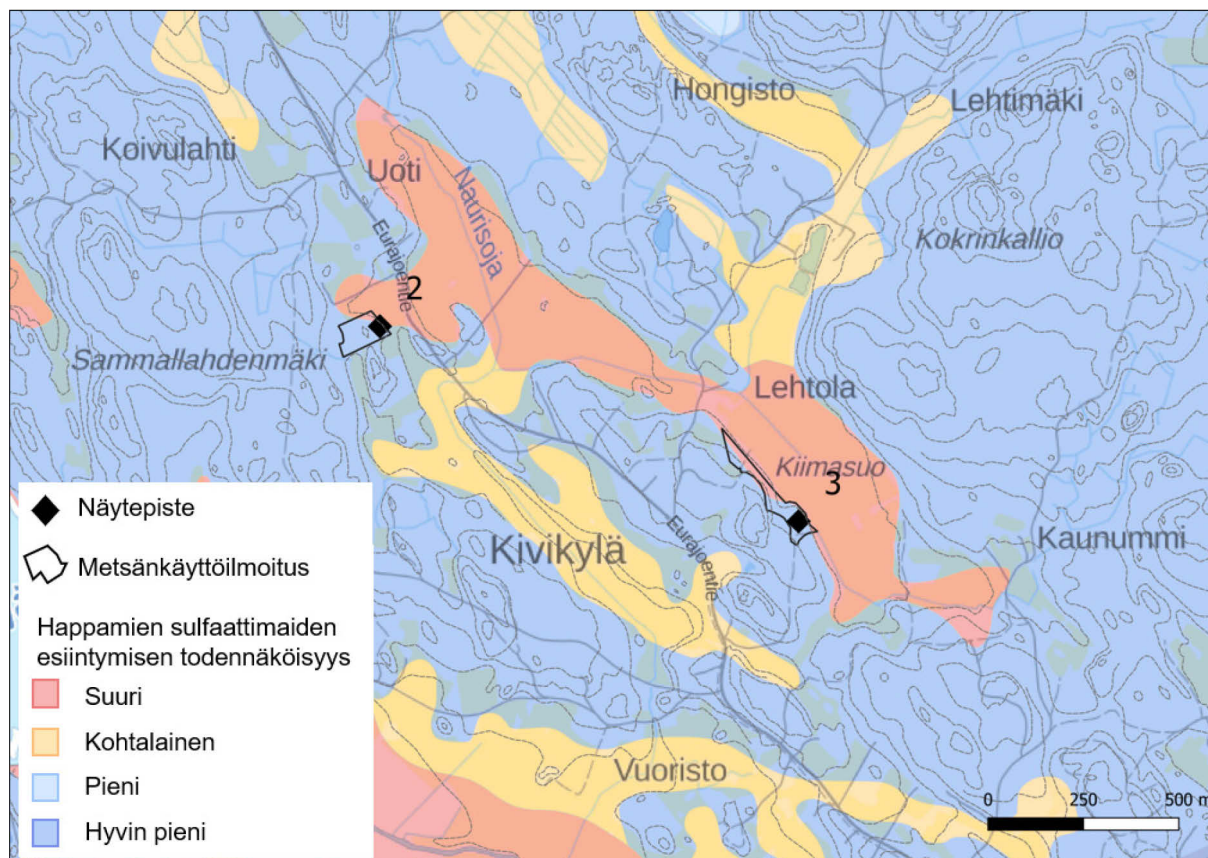 Hongisto
Lehtimäki
Koivulahti
Uoti
Naurisoja
Eurajoentie
Kokrinkallio
2
Sammallahdenmäki
Lehtola
Kiimasuo
3
Kivikylä
Eurajoentie
Kaunummi
Vuoristo
Näytepiste
Metsänkäyttöilmoitus
Happamien sulfaattimaiden
esiintymisen todennäköisyys
Suuri
Kohtalainen
Pieni
Hyvin pieni
0 250 500 m